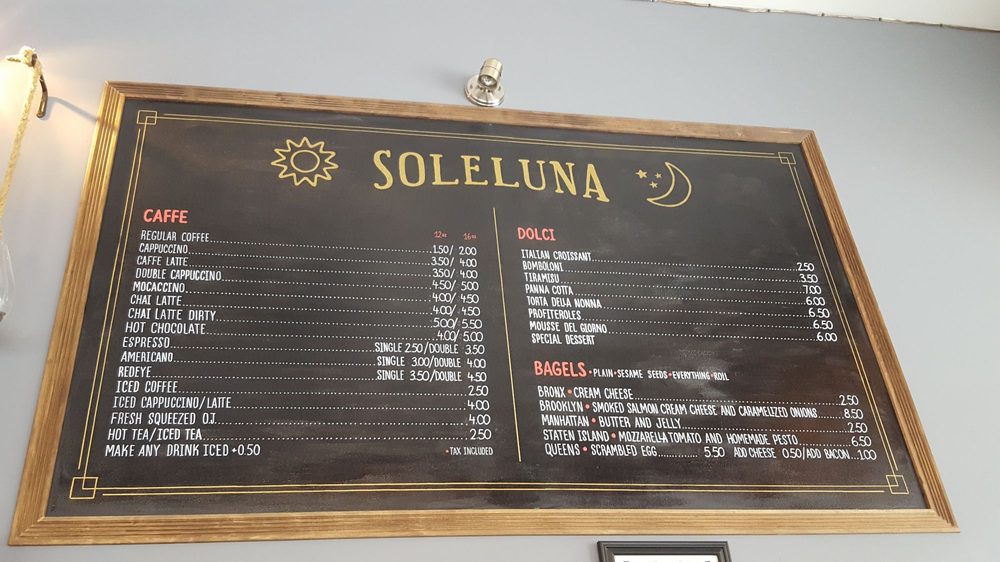 SOLELUNA
CAFFE
12oz 16oz
REGULAR COFFEE 1.50/ 2.00
CAPPUCCINO 3.50/ 4.00
CAFFE LATTE 3.50/ 4.00
DOUBLE CAPPUCCINO 4.50/ 5.00
MOCACCINO 4.00/ 4.50
CHAI LATTE 4.00/ 4.50
CHAI LATTE DIRTY 5.00/ 5.50
HOT CHOCOLATE 4.00/ 5.00
ESPRESSO SINGLE 2.50/DOUBLE 3.50
AMERICANO SINGLE 3.00/DOUBLE 4.00
REDEYE SINGLE 3.50/DOUBLE 4.50
ICED COFFEE 2.50
ICED CAPPUCCINO/LATTE 4.00
FRESH SQUEEZED O.J. 4.00
HOT TEA/ICED TEA 2.50
MAKE ANY DRINK ICED +0.50
•TAX INCLUDED
DOLCI
ITALIAN CROISSANT 2.50
BOMBOLONI 3.50
TIRAMISU 7.00
PANNA COTTA 6.00
TORTA DELLA NONNA 6.50
PROFITEROLES 6.50
MOUSSE DEL GIORNO 6.00
SPECIAL DESSERT
BAGELS •PLAIN•SESAME SEEDS•EVERYTHING•ROLL
BRONX • CREAM CHEESE 2.50
BROOKLYN • SMOKED SALMON CREAM CHEESE AND CARAMELIZED ONIONS 8.50
MANHATTAN • BUTTER AND JELLY 2.50
STATEN ISLAND • MOZZARELLA TOMATO AND HOMEMADE PESTO 6.50
QUEENS • SCRAMBLED EGG 5.50 ADD CHEESE 0.50/ADD BACON 1.00